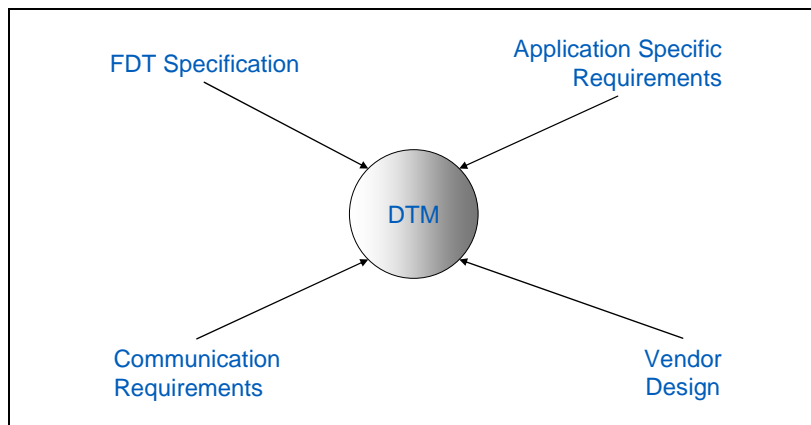 FDT Specification
Application Specific
Requirements
DTM
Communication
Requirements
Vendor
Design